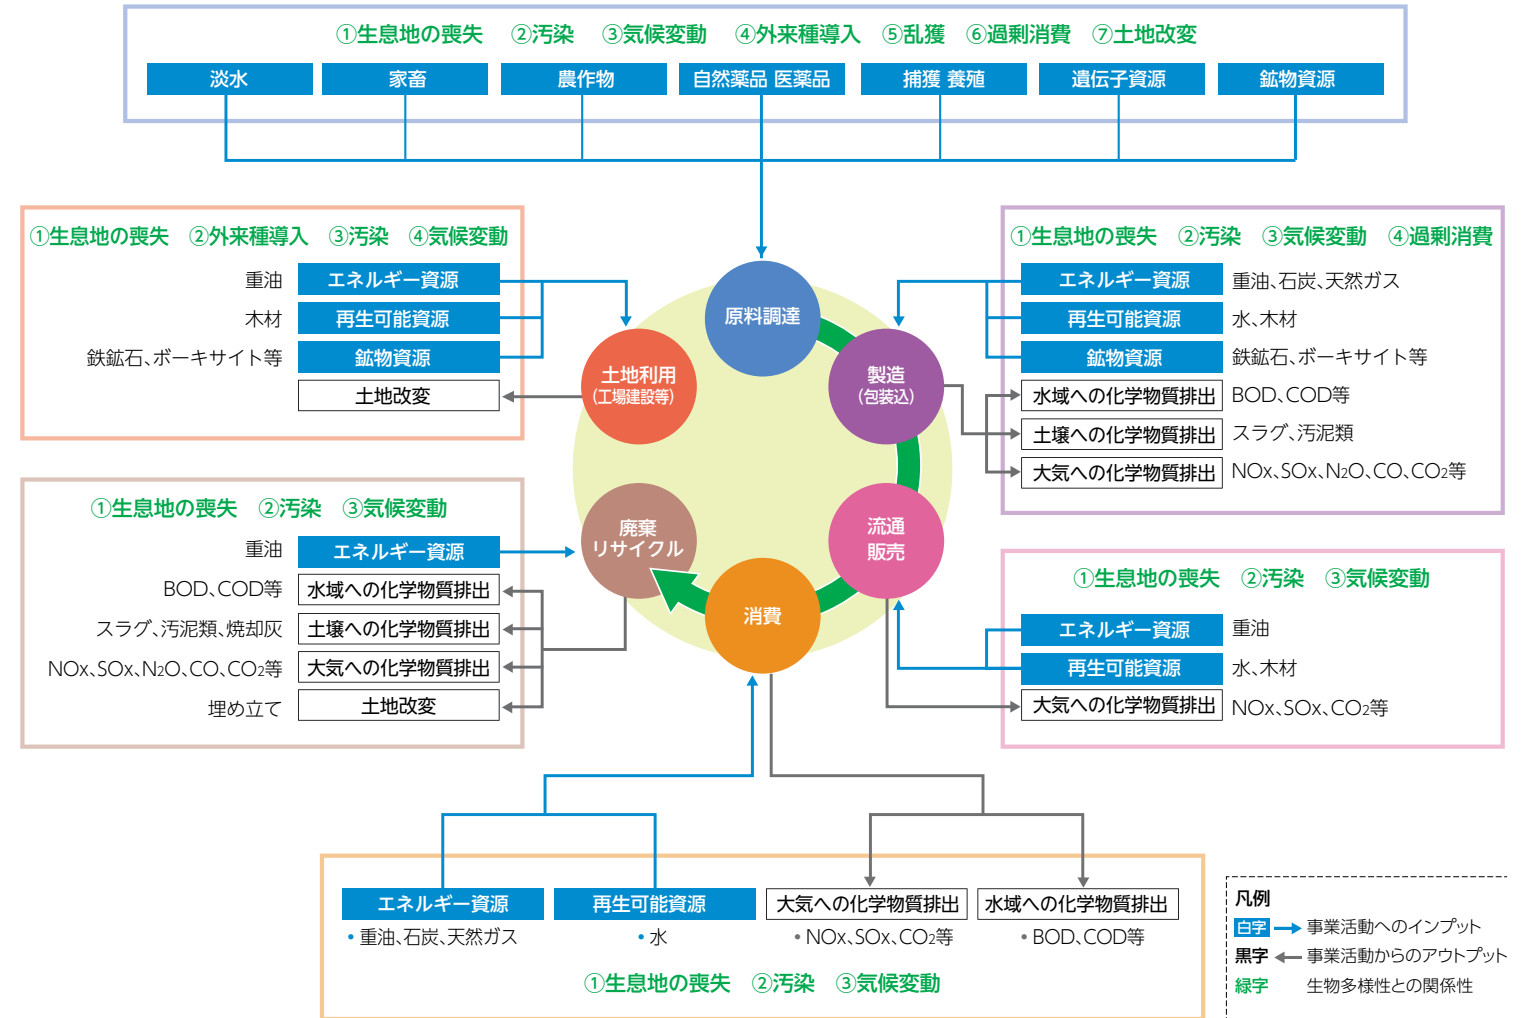 ①生息地の喪失 ②汚染 ③気候変動 ④外来種導入 ⑤乱獲 ⑥過剰消費 ⑦土地改変
淡水 家畜 農作物 自然薬品 医薬品 捕獲 養殖 遺伝子資源 鉱物資源
①生息地の喪失 ②外来種導入 ③汚染 ④気候変動
重油 エネルギー資源
木材 再生可能資源
鉄鉱石、ボーキサイト等 鉱物資源
土地改変
①生息地の喪失 ②汚染 ③気候変動 ④過剰消費
エネルギー資源 重油、石炭、天然ガス
再生可能資源 水、木材
鉱物資源 鉄鉱石、ボーキサイト等
水域への化学物質排出 BOD、COD等
土壌への化学物質排出 スラグ、汚泥類
大気への化学物質排出 NOx、SOx、N2O、CO、CO2等
原料調達
土地利用
（工場建設等）
製造
（包装込）
廃棄
リサイクル
流通
販売
消費
①生息地の喪失 ②汚染 ③気候変動
重油 エネルギー資源
BOD、COD等 水域への化学物質排出
スラグ、汚泥類、焼却灰 土壌への化学物質排出
NOx、SOx、N2O、CO、CO2等 大気への化学物質排出
埋め立て 土地改変
①生息地の喪失 ②汚染 ③気候変動
エネルギー資源 重油
再生可能資源 水、木材
大気への化学物質排出 NOx、SOx、CO2等
エネルギー資源 再生可能資源 大気への化学物質排出 水域への化学物質排出
・重油、石炭、天然ガス ・水 ・NOx、SOx、CO2等 ・BOD、COD等
①生息地の喪失 ②汚染 ③気候変動
凡例
白字 事業活動へのインプット
黒字 事業活動からのアウトプット
緑字 生物多様性との関係性